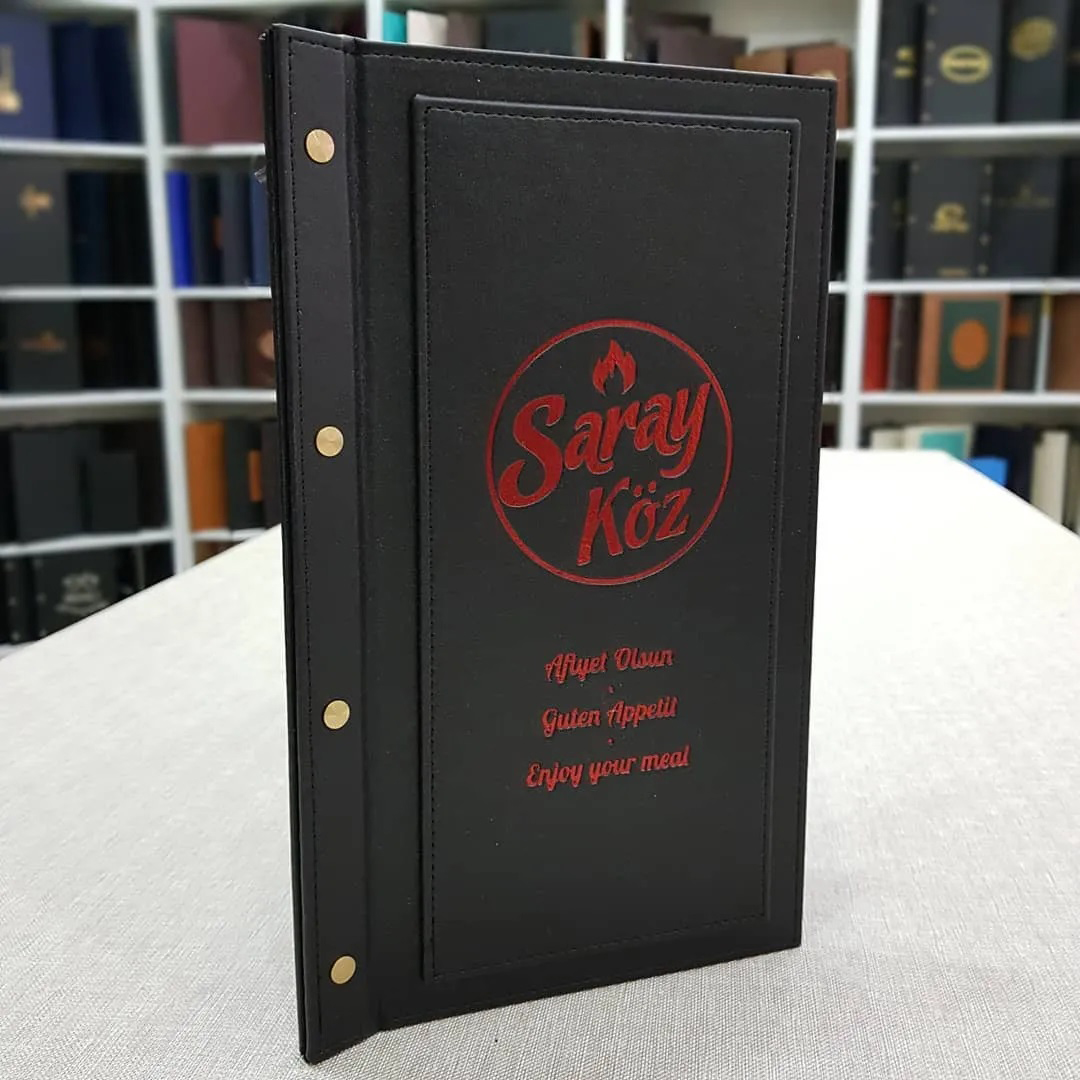 Saray
Köz
Afiyet Olsun
Guten Appetit
Enjoy your meal